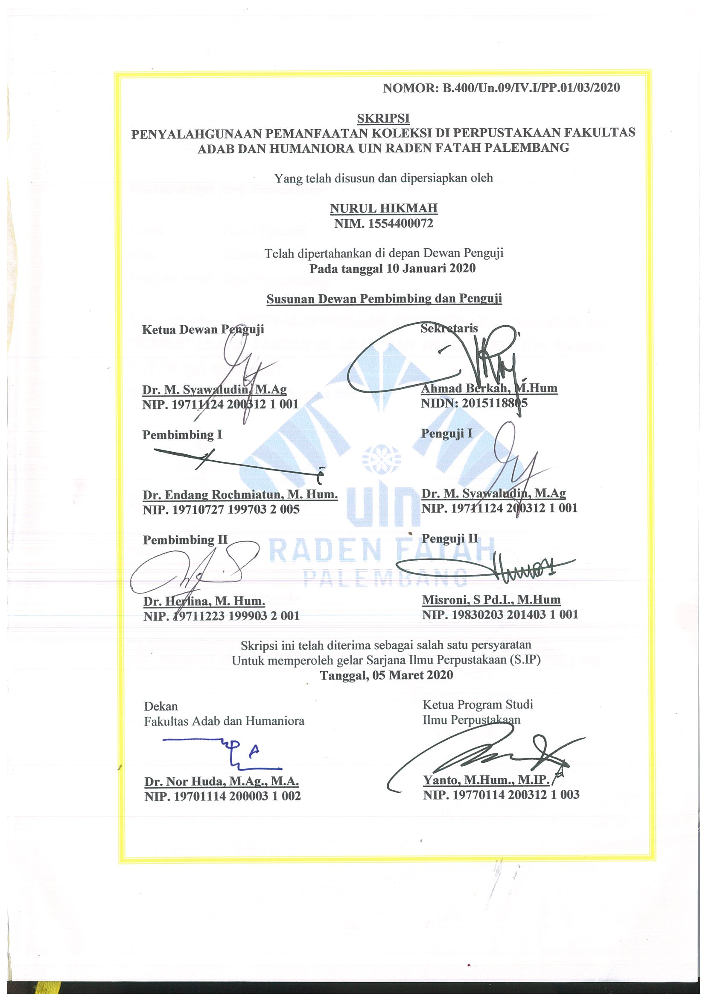 NOMOR: B.400/Un.09/IV.I/PP.01/03/2020
SKRIPSI
PENYALAHGUNAAN PEMANFAATAN KOLEKSI DI PERPUSTAKAAN FAKULTAS
ADAB DAN HUMANIORA UIN RADEN FATAH PALEMBANG
Yang telah disusun dan dipersiapkan oleh
NURUL HIKMAH
NIM. 1554400072
Telah dipertahankan di depan Dewan Penguji
Pada tanggal 10 Januari 2020
Susunan Dewan Pembimbing dan Penguji
Ketua Dewan Penguji
Sekretaris
Dr. M. Syawaludin, M.Ag
NIP. 19711124 200312 1 001
Ahmad Berkah, M.Hum
NIDN: 2015118805
Pembimbing I
Penguji I
Dr. Endang Rochmiatun, M. Hum.
NIP. 19710727 199703 2 005
Dr. M. Syawaludin, M.Ag
NIP. 19711124 200312 1 001
uin
RADEN FATAH
PALEMBANG
Pembimbing II
Penguji II
Dr. Herlina, M. Hum.
NIP. 19711223 199903 2 001
Misroni, S Pd.I., M.Hum
NIP. 19830203 201403 1 001
Skripsi ini telah diterima sebagai salah satu persyaratan
Untuk memperoleh gelar Sarjana Ilmu Perpustakaan (S.IP)
Tanggal, 05 Maret 2020
Dekan
Fakultas Adab dan Humaniora
Ketua Program Studi
Ilmu Perpustakaan
Dr. Nor Huda, M.Ag., M.A.
NIP. 19701114 200003 1 002
Yanto, M.Hum., M.IP.
NIP. 19770114 200312 1 003